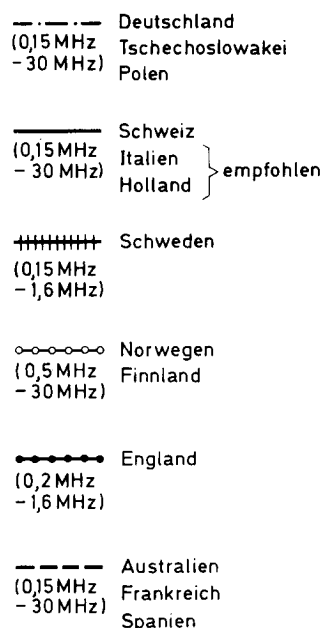 Deutschland
(0,15 MHz Tschechoslowakei
– 30 MHz) Polen
Schweiz
(0,15 MHz Italien
– 30 MHz) Holland empfohlen
Schweden
(0,15 MHz
– 1,6 MHz)
Norwegen
(0,5 MHz Finnland
– 30 MHz)
England
(0,2 MHz
– 1,6 MHz)
Australien
(0,15 MHz Frankreich
– 30 MHz) Spanien